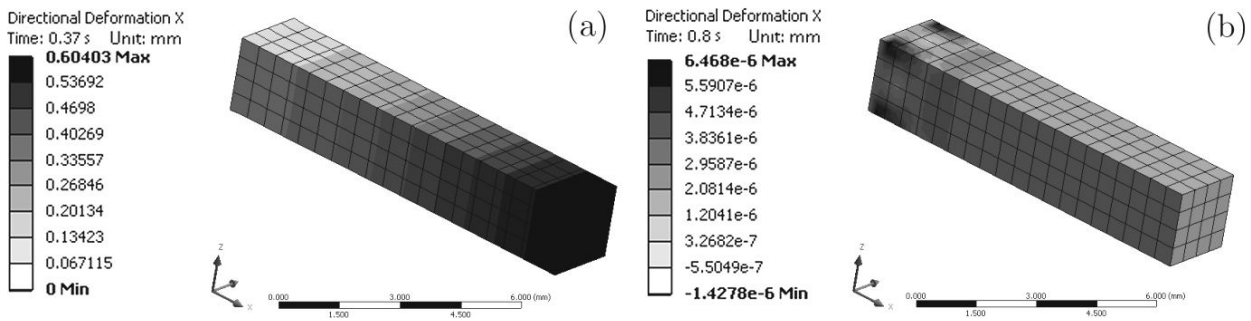 Directional Deformation X
Time: 0.37 s Unit: mm
0.60403 Max
0.53692
0.4698
0.40269
0.33557
0.26846
0.20134
0.13423
0.067115
0 Min
(a)
z
x
0.000
3.000
6.000 (mm)
1.500
4.500
Directional Deformation X
Time: 0.8 s Unit: mm
6.468e-6 Max
5.5907e-6
4.7134e-6
3.8361e-6
2.9587e-6
2.0814e-6
1.2041e-6
3.2682e-7
-5.5049e-7
-1.4278e-6 Min
(b)
z
x
0.000
3.000
6.000 (mm)
1.500
4.500